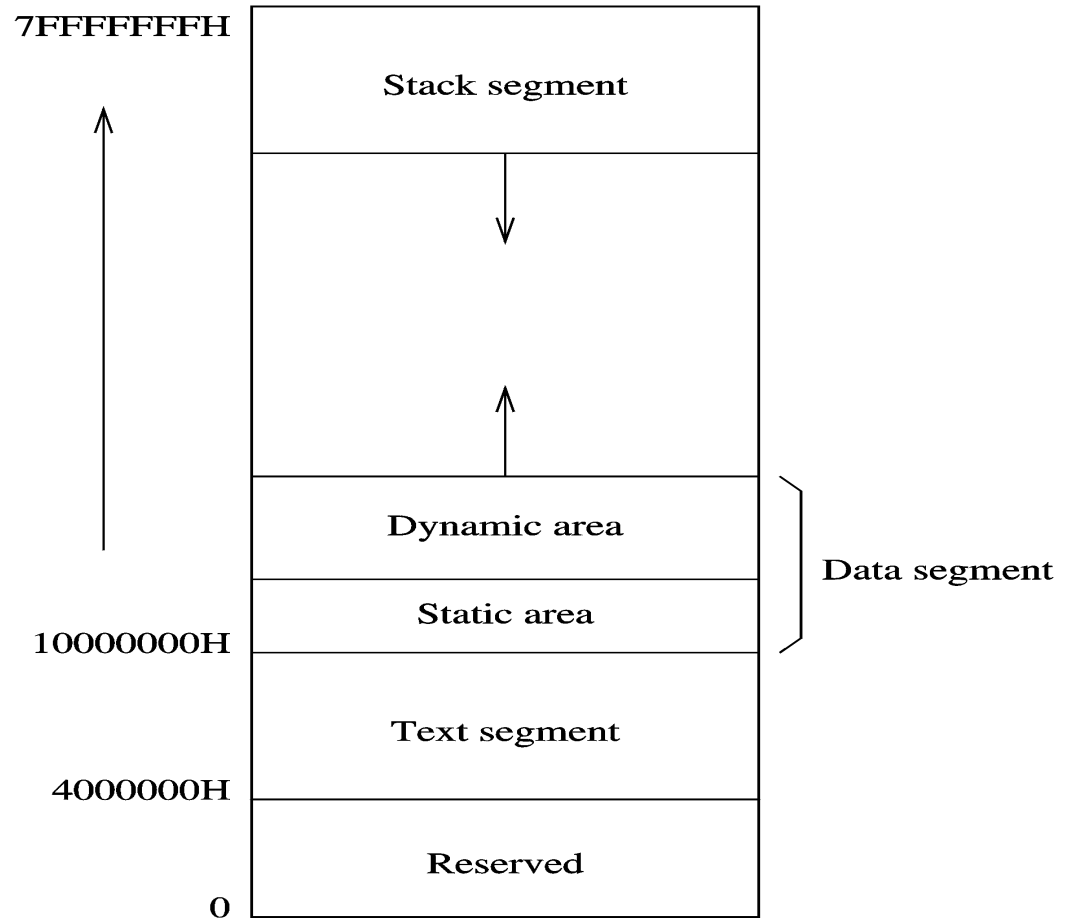 7FFFFFFFH
Stack segment
Dynamic area
Data segment
Static area
10000000H
Text segment
4000000H
Reserved
0